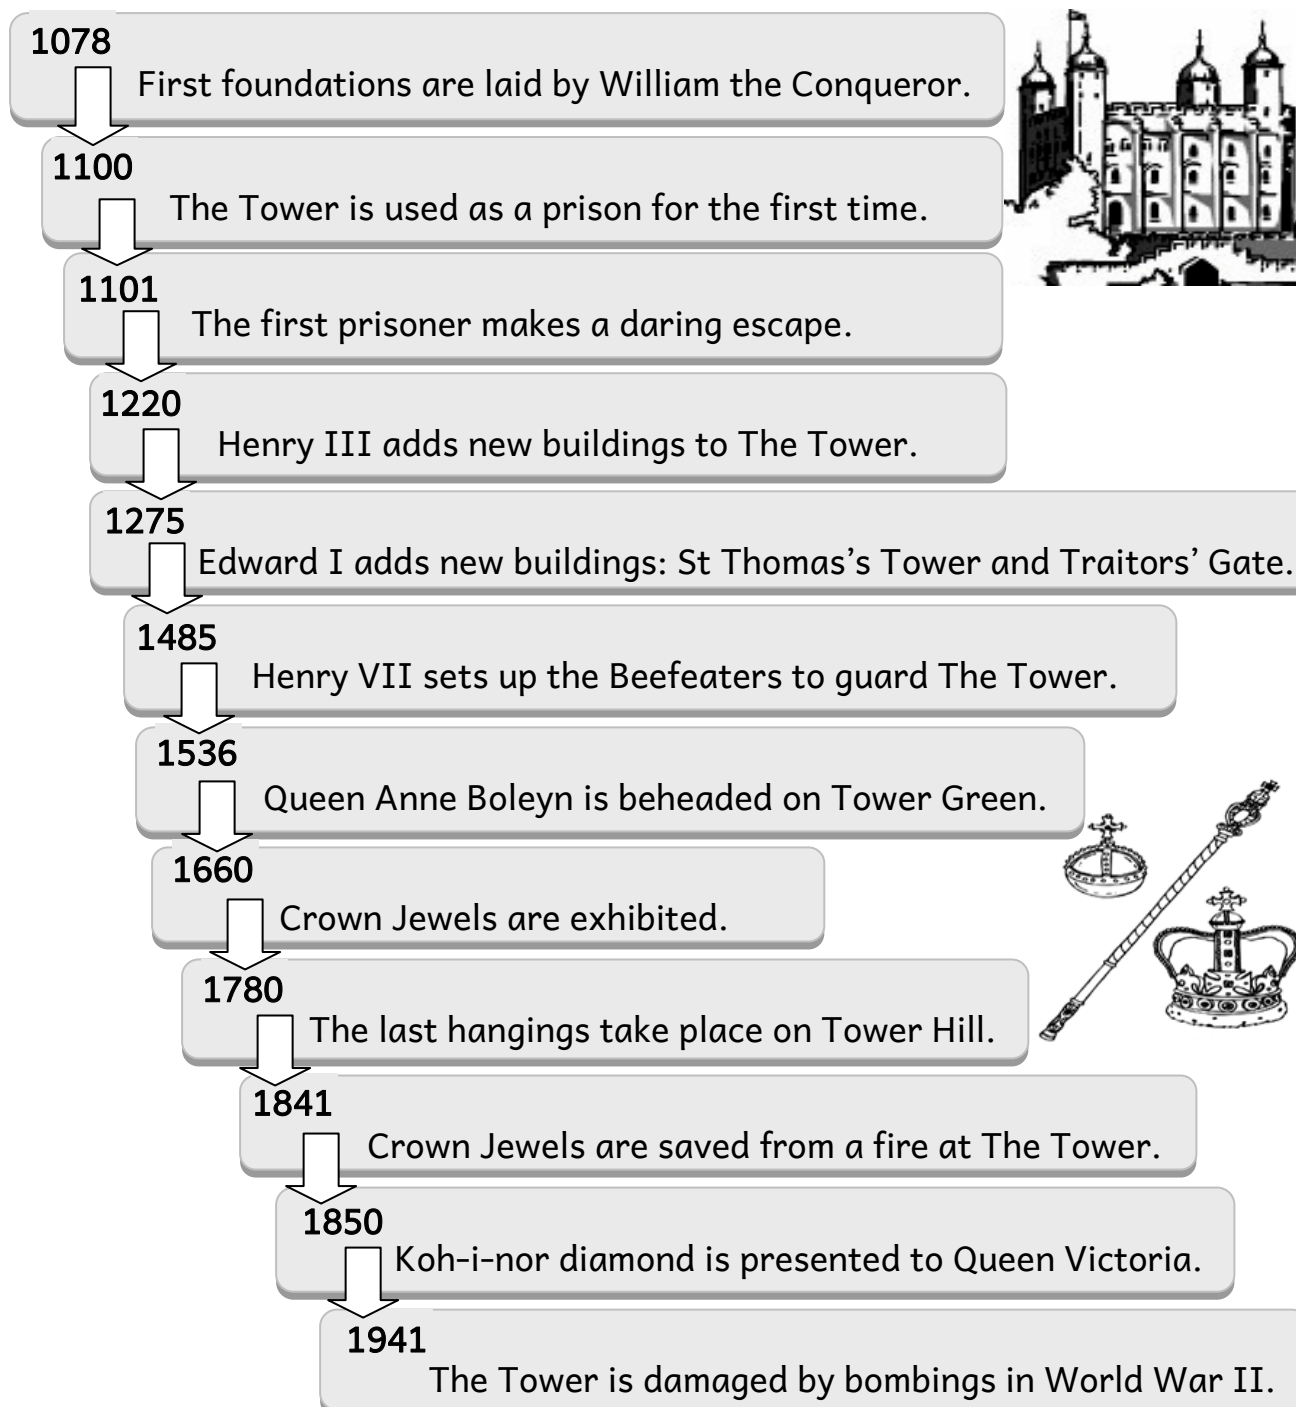 1078
First foundations are laid by William the Conqueror.
1100
The Tower is used as a prison for the first time.
1101
The first prisoner makes a daring escape.
1220
Henry III adds new buildings to The Tower.
1275
Edward I adds new buildings: St Thomas’s Tower and Traitors’ Gate.
1485
Henry VII sets up the Beefeaters to guard The Tower.
1536
Queen Anne Boleyn is beheaded on Tower Green.
1660
Crown Jewels are exhibited.
1780
The last hangings take place on Tower Hill.
1841
Crown Jewels are saved from a fire at The Tower.
1850
Koh-i-nor diamond is presented to Queen Victoria.
1941
The Tower is damaged by bombings in World War II.